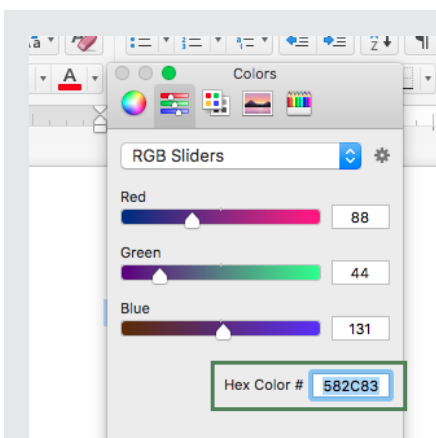 Colors
A
RGB Sliders
Red
88
Green
44
Blue
131
Hex Color # 582C83